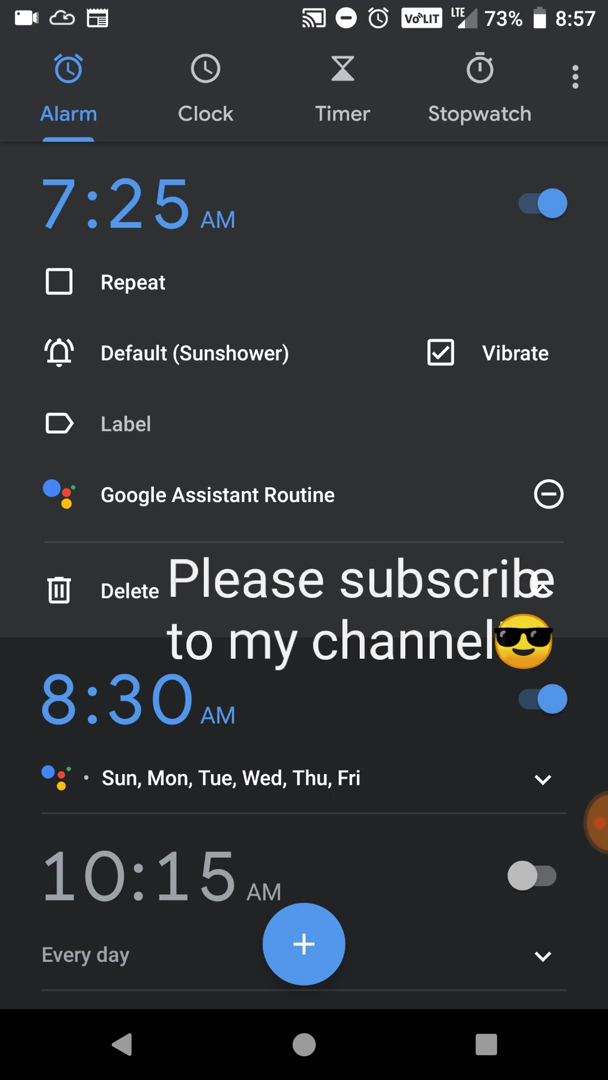 VoLIT LTE 73% 8:57
Alarm Clock Timer Stopwatch
7:25 AM
Repeat
Default (Sunshower) Vibrate
Label
Google Assistant Routine
Delete
Please subscribe
to my channel😎
8:30 AM
Sun, Mon, Tue, Wed, Thu, Fri
10:15 AM
Every day